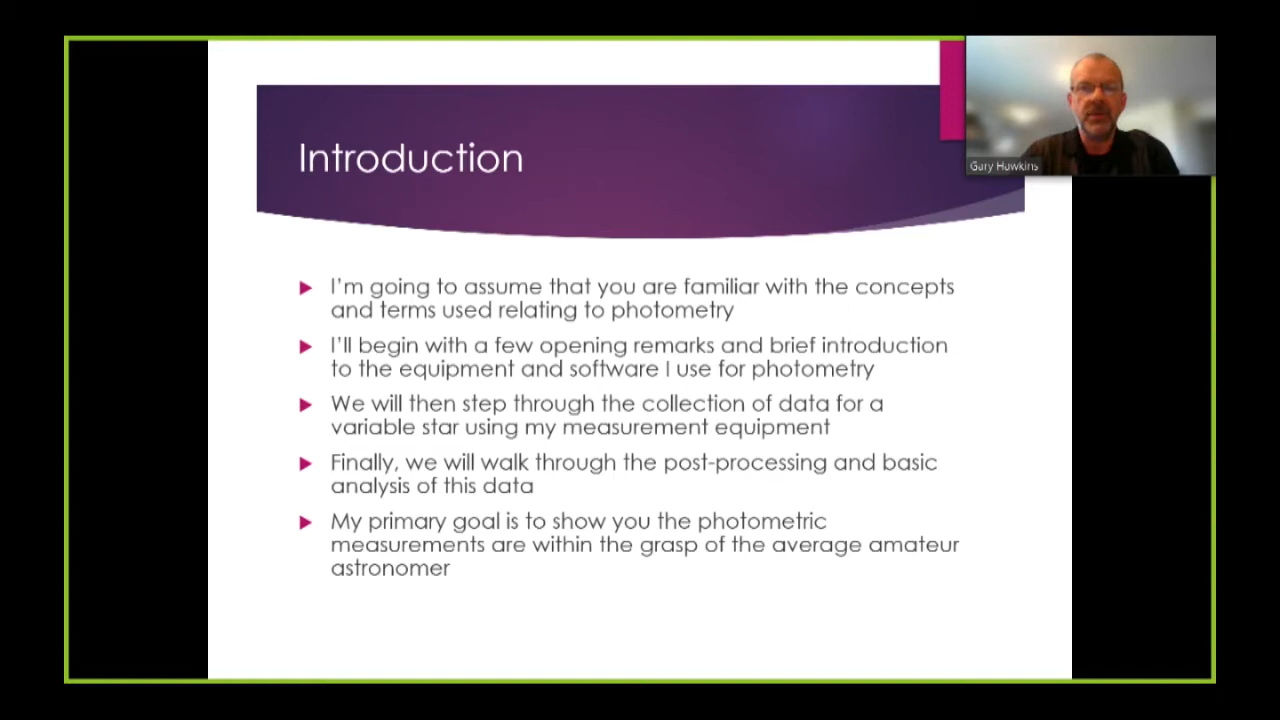 Introduction
Gary Hawkins
I'm going to assume that you are familiar with the concepts
and terms used relating to photometry
I'll begin with a few opening remarks and brief introduction
to the equipment and software I use for photometry
We will then step through the collection of data for a
variable star using my measurement equipment
Finally, we will walk through the post-processing and basic
analysis of this data
My primary goal is to show you the photometric
measurements are within the grasp of the average amateur
astronomer